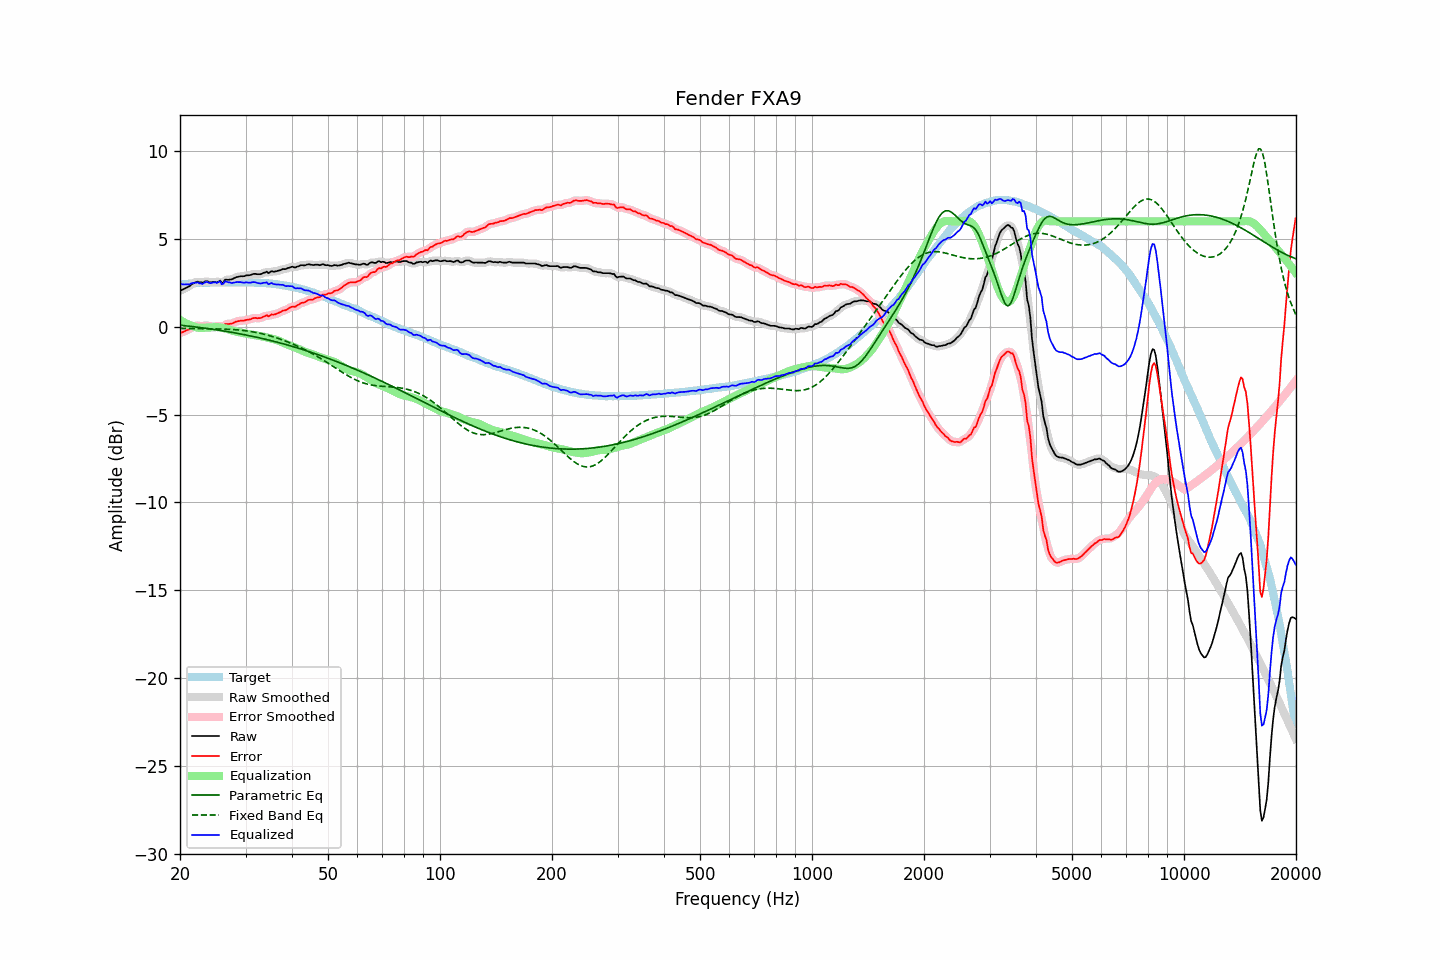 Fender FXA9
10
5
0
−5
−10
−15
−20
−25
−30
Amplitude (dBr)
Target
Raw Smoothed
Error Smoothed
Raw
Error
Equalization
Parametric Eq
Fixed Band Eq
Equalized
20 50 100 200 500 1000 2000 5000 10000 20000
Frequency (Hz)